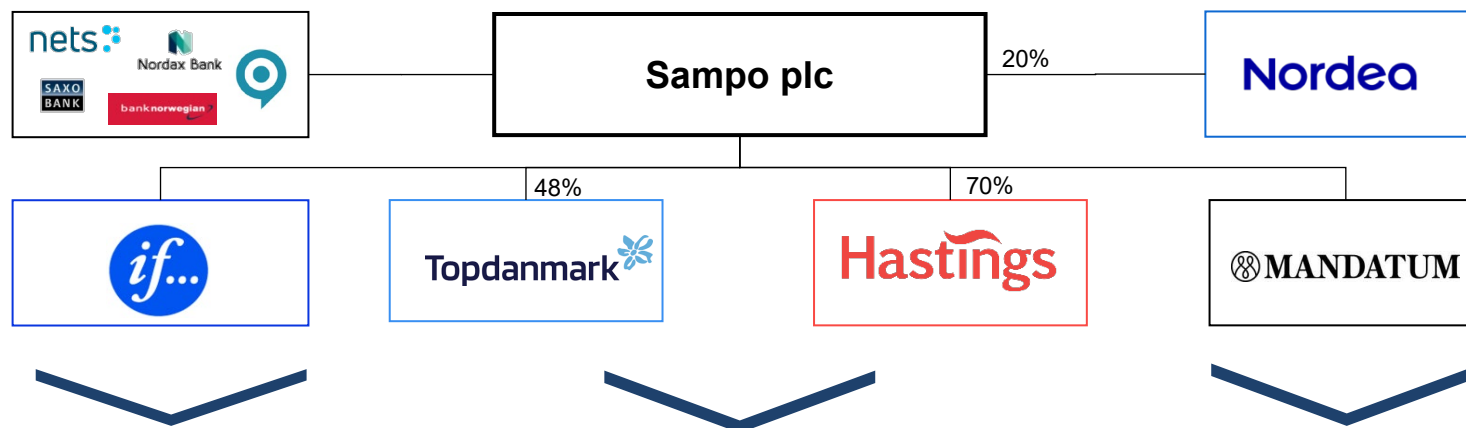 nets
Nordax Bank
SAXO
BANK
banknorwegian
Sampo plc
20%
Nordea
48%
70%
if...
Topdanmark
Hastings
MANDATUM